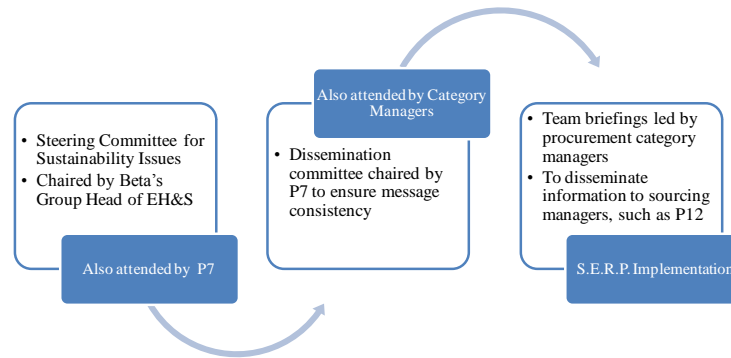 • Steering Committee for
Sustainability Issues
• Chaired by Beta's
Group Head of EH&S
Also attended by P7
Also attended by Category
Managers
• Dissemination
committee chaired by
P7 to ensure message
consistency
• Team briefings led by
procurement category
managers
• To disseminate
information to sourcing
managers, such as P12
S.E.R.P. Implementation